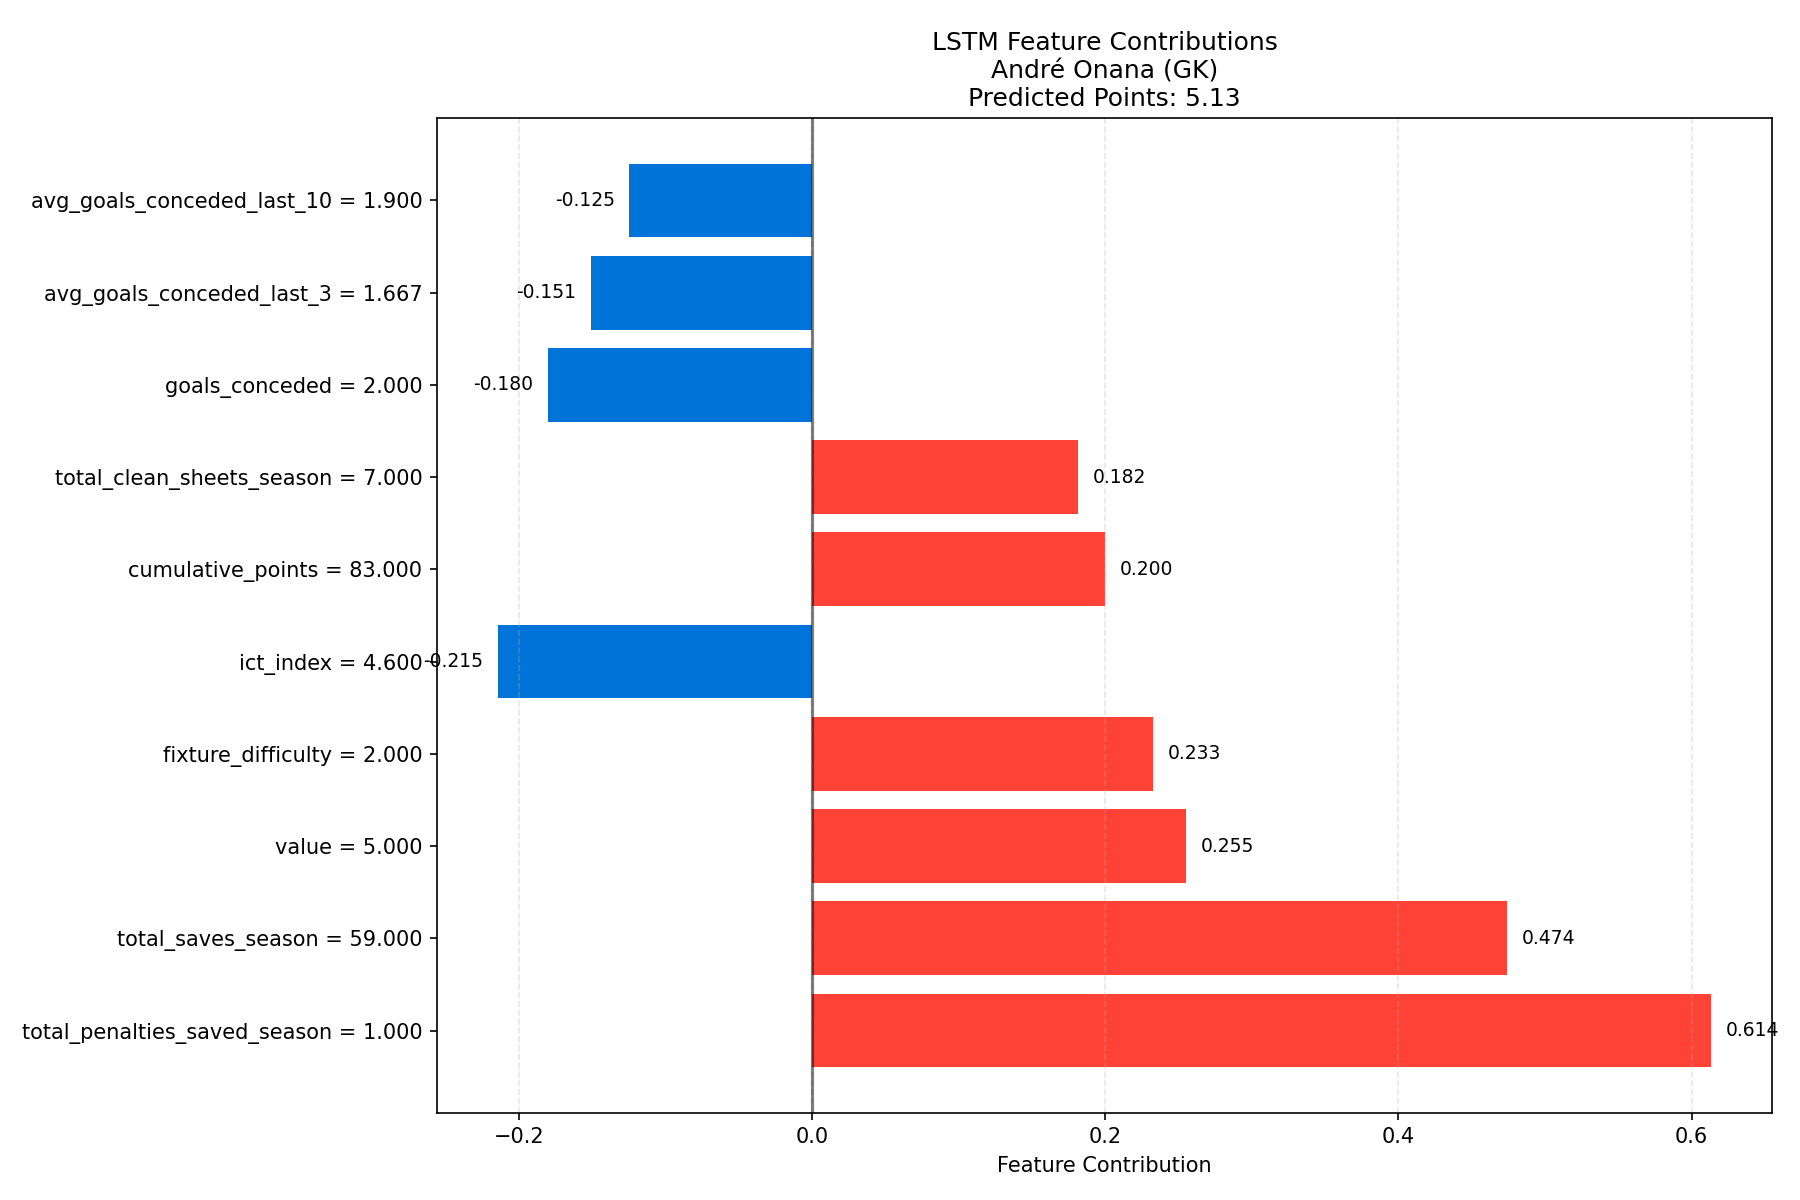 LSTM Feature Contributions
André Onana (GK)
Predicted Points: 5.13
avg_goals_conceded_last_10 = 1.900
-0.125
avg_goals_conceded_last_3 = 1.667
-0.151
goals_conceded = 2.000
-0.180
total_clean_sheets_season = 7.000
0.182
cumulative_points = 83.000
0.200
ict_index = 4.600
-0.215
fixture_difficulty = 2.000
0.233
value = 5.000
0.255
total_saves_season = 59.000
0.474
total_penalties_saved_season = 1.000
0.614
−0.2 0.0 0.2 0.4 0.6
Feature Contribution